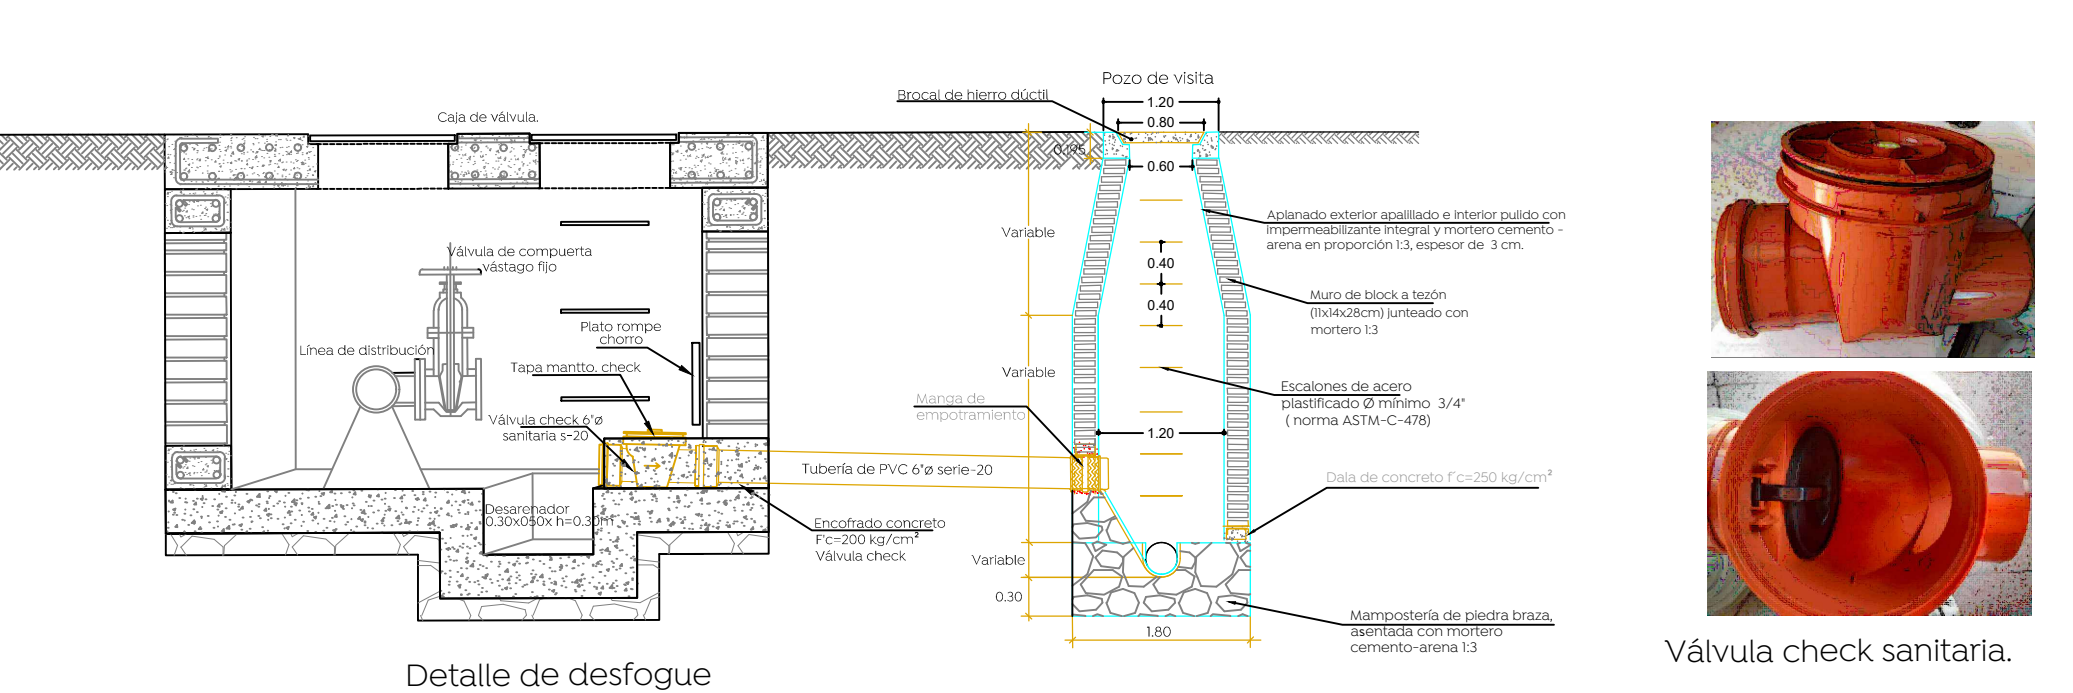 Caja de válvula.
Válvula de compuerta
vástago fijo
Línea de distribución
Plato rompe
chorro
Tapa mantto. check
Válvula check 6"ø
sanitaria s-20
Desarenador
0.30x050x h=0.30m
Tubería de PVC 6"ø serie-20
Encofrado concreto
F'c=200 kg/cm²
Válvula check
Detalle de desfogue
Pozo de visita
Brocal de hierro dúctil
1.20
0.80
0.195
0.60
Variable
0.40
0.40
Variable
Manga de
empotramiento
1.20
Variable
0.30
1.80
Aplanado exterior apalillado e interior pulido con
impermeabilizante integral y mortero cemento -
arena en proporción 1:3, espesor de 3 cm.
Muro de block a tezón
(11x14x28cm) junteado con
mortero 1:3
Escalones de acero
plastificado Ø mínimo 3/4"
( norma ASTM-C-478)
Dala de concreto f´c=250 kg/cm²
Mampostería de piedra braza,
asentada con mortero
cemento-arena 1:3
Válvula check sanitaria.